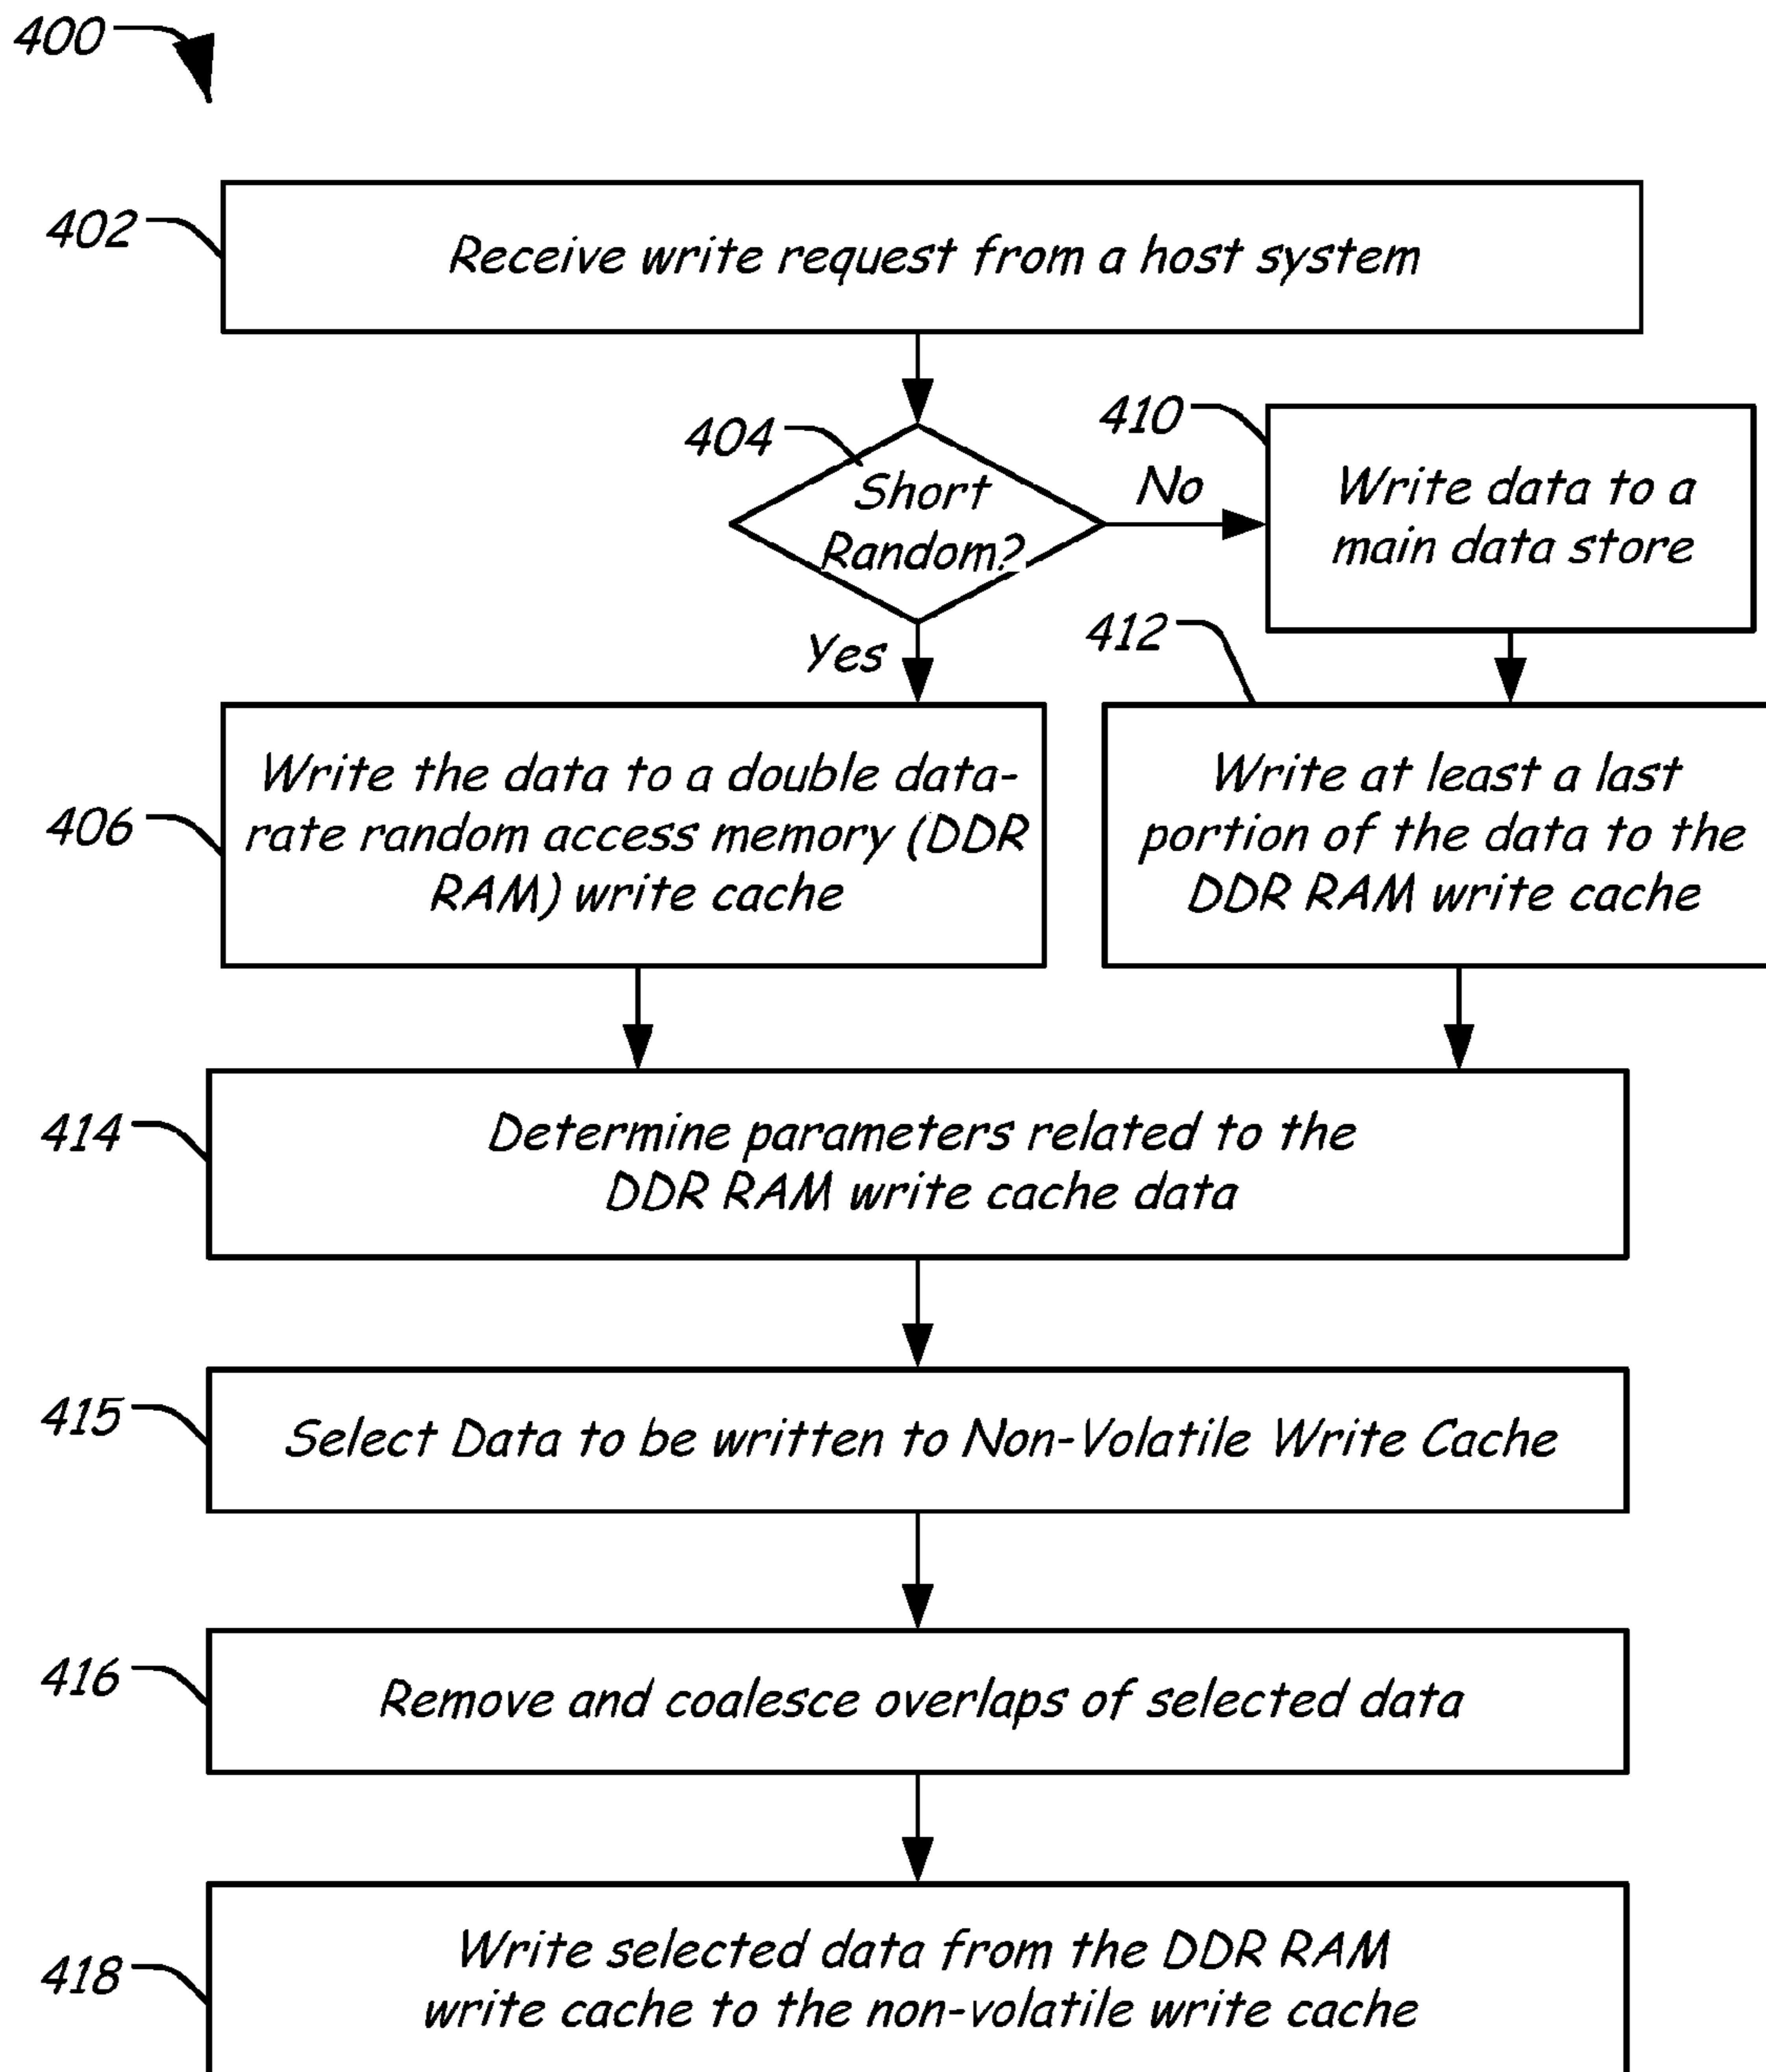 400
402
Receive write request from a host system
404
Short
Random?
No
410
Write data to a
main data store
Yes
412
406
Write the data to a double data-
rate random access memory (DDR
RAM) write cache
Write at least a last
portion of the data to the
DDR RAM write cache
414
Determine parameters related to the
DDR RAM write cache data
415
Select Data to be written to Non-Volatile Write Cache
416
Remove and coalesce overlaps of selected data
418
Write selected data from the DDR RAM
write cache to the non-volatile write cache